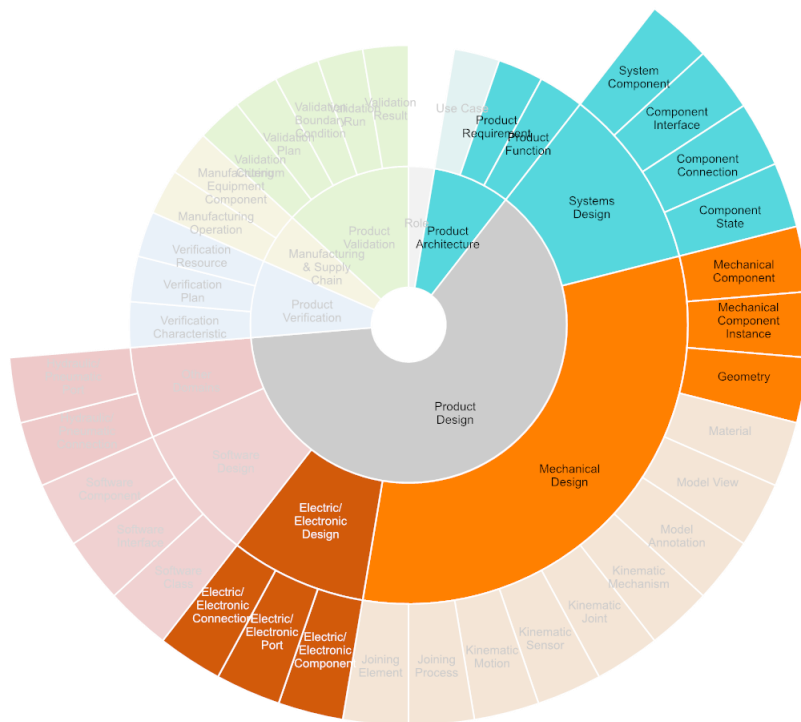 System
Component
Component
Interface
Component
Connection
Component
State
Systems
Design
Use Case
Product
Requirement
Product
Function
Product
Architecture
Role
Validation
Result
Validation
Run
Validation
Boundary
Condition
Validation
Plan
Validation
Criterion
Product
Validation
Manufacturing
Equipment
Component
Manufacturing
Operation
Manufacturing
& Supply
Chain
Verification
Resource
Verification
Plan
Verification
Characteristic
Product
Verification
Product
Design
Mechanical
Component
Mechanical
Component
Instance
Geometry
Material
Model View
Model
Annotation
Kinematic
Mechanism
Kinematic
Joint
Kinematic
Sensor
Kinematic
Motion
Joining
Process
Joining
Element
Mechanical
Design
Electric/
Electronic
Design
Electric/
Electronic
Component
Electric/
Electronic
Port
Electric/
Electronic
Connection
Software
Design